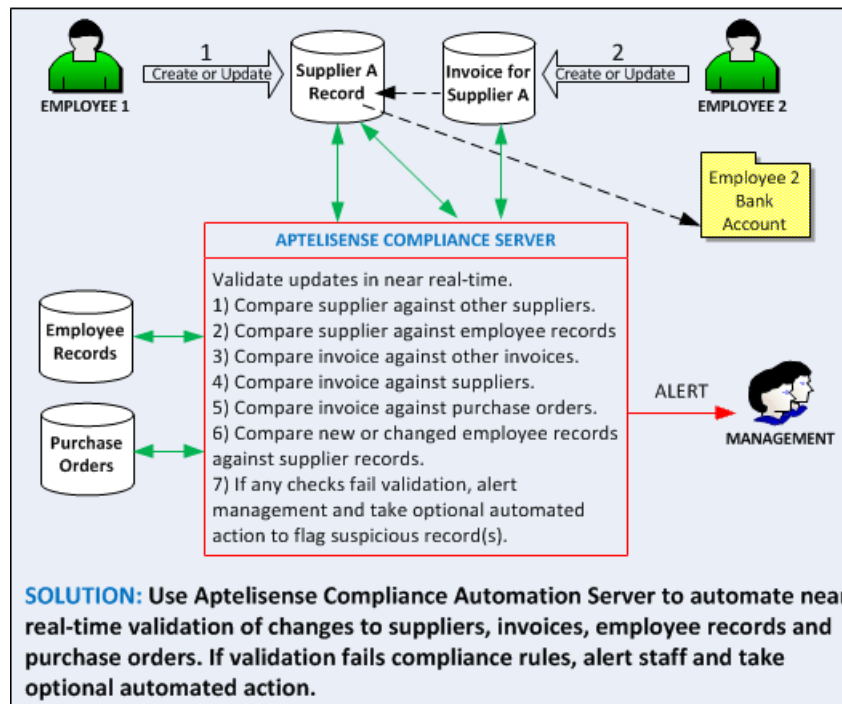 1
Create or Update
EMPLOYEE 1
Supplier A
Record
Invoice for
Supplier A
2
Create or Update
EMPLOYEE 2
Employee 2
Bank
Account
APTELISENSE COMPLIANCE SERVER
Validate updates in near real-time.
1) Compare supplier against other suppliers.
2) Compare supplier against employee records
3) Compare invoice against other invoices.
4) Compare invoice against suppliers.
5) Compare invoice against purchase orders.
6) Compare new or changed employee records
against supplier records.
7) If any checks fail validation, alert
management and take optional automated
action to flag suspicious record(s).
Employee
Records
Purchase
Orders
ALERT
MANAGEMENT
SOLUTION: Use Aptelisense Compliance Automation Server to automate near
real-time validation of changes to suppliers, invoices, employee records and
purchase orders. If validation fails compliance rules, alert staff and take
optional automated action.